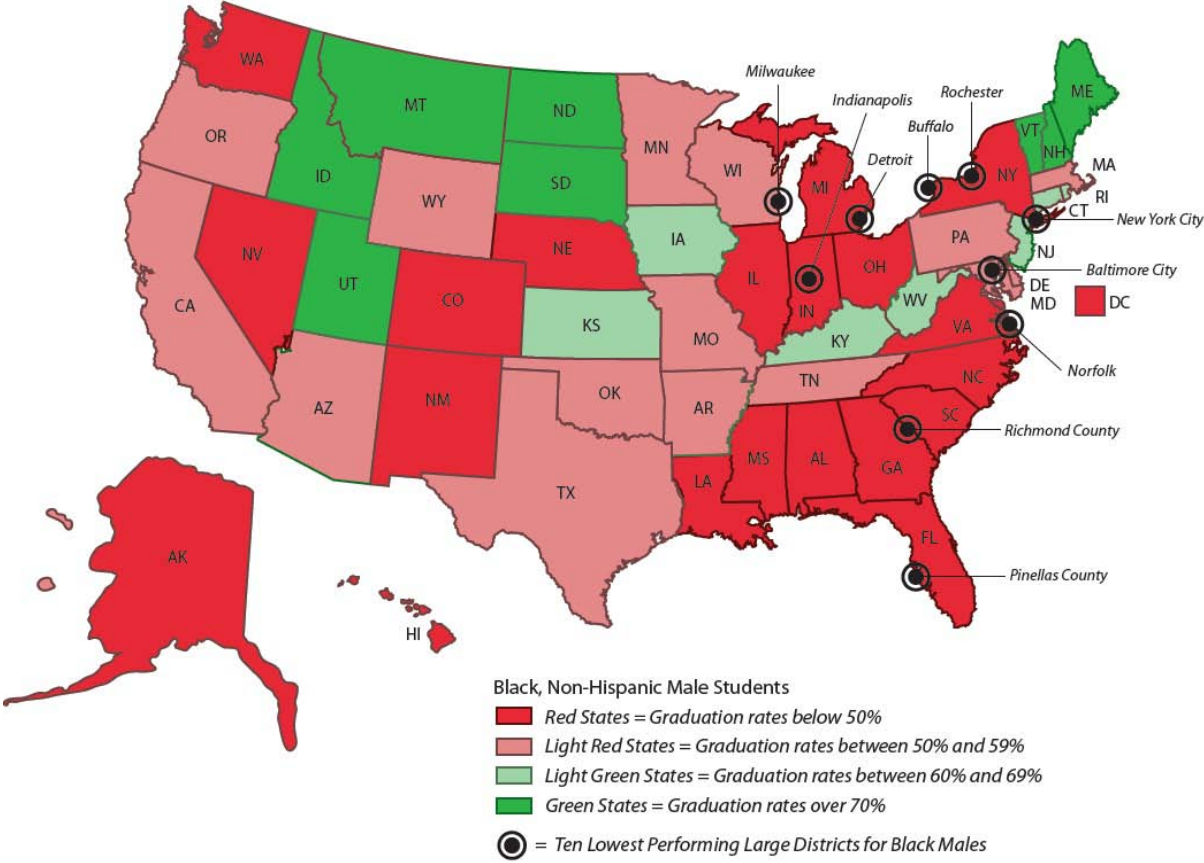 WA
OR
CA
NV
ID
MT
WY
UT
AZ
CO
NM
ND
SD
NE
KS
OK
TX
MN
IA
MO
AR
LA
WI
IL
MI
IN
OH
KY
TN
MS
AL
GA
FL
SC
NC
VA
WV
PA
NY
VT
NH
ME
MA
RI
CT
NJ
DE
MD
DC
AK
HI
Milwaukee
Indianapolis
Detroit
Buffalo
Rochester
New York City
Baltimore City
Norfolk
Richmond County
Pinellas County
Black, Non-Hispanic Male Students
Red States = Graduation rates below 50%
Light Red States = Graduation rates between 50% and 59%
Light Green States = Graduation rates between 60% and 69%
Green States = Graduation rates over 70%
= Ten Lowest Performing Large Districts for Black Males